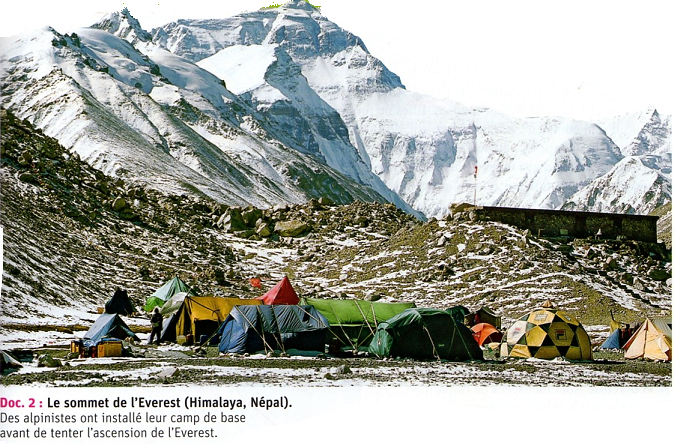 Doc. 2 : Le sommet de l'Everest (Himalaya, Népal).
Des alpinistes ont installé leur camp de base
avant de tenter l'ascension de l'Everest.